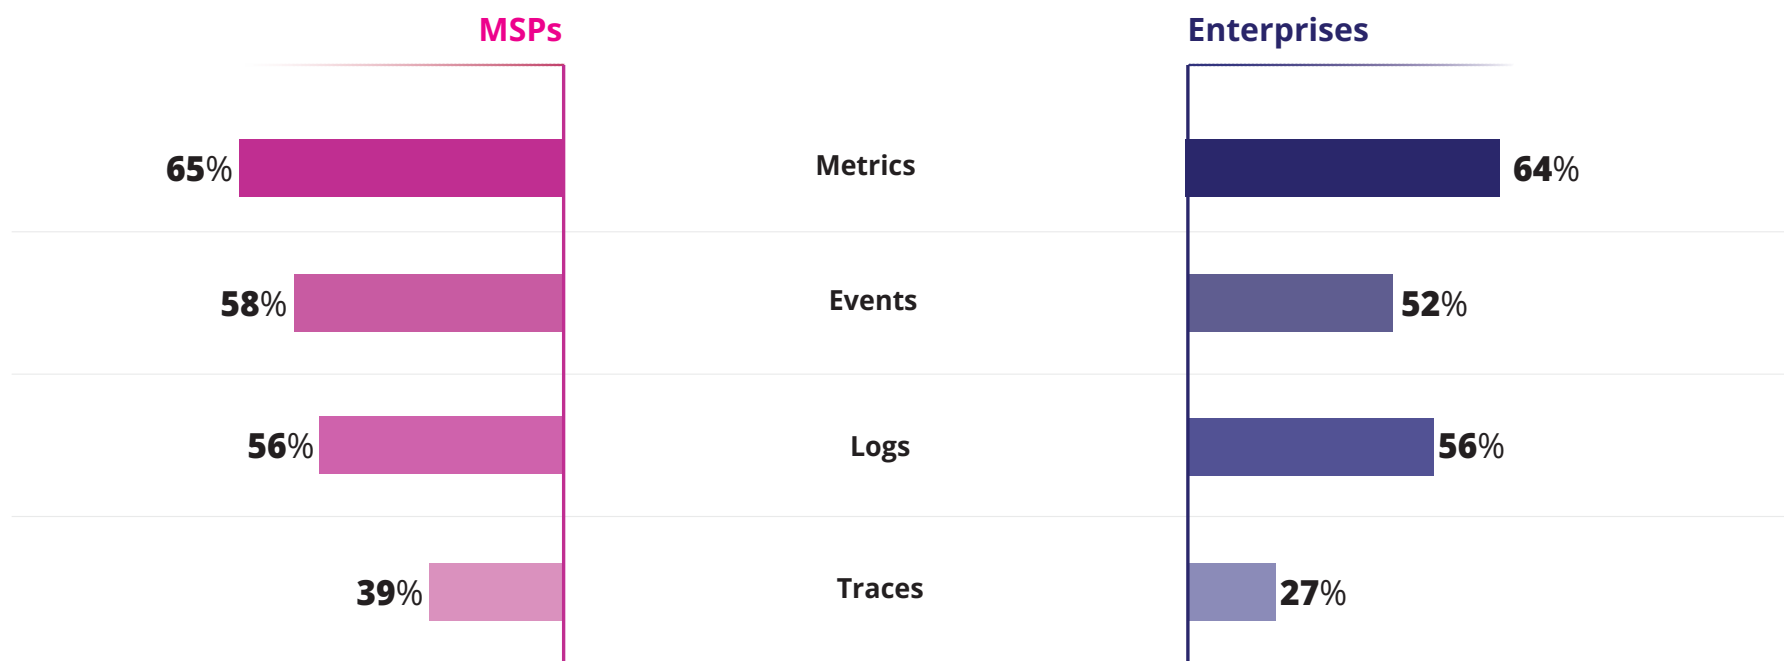 MSPs Enterprises
65% Metrics 64%
58% Events 52%
56% Logs 56%
39% Traces 27%